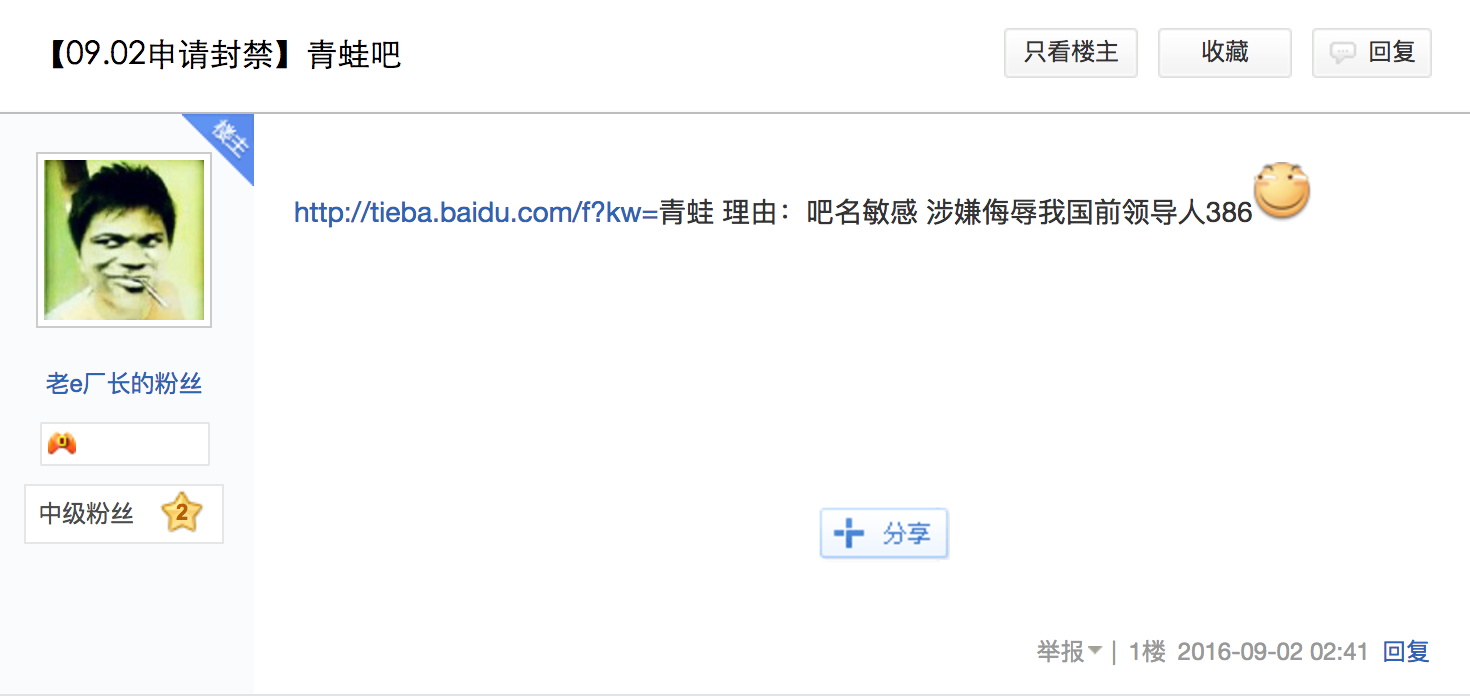 【09.02申请封禁】青蛙吧
只看楼主
收藏
回复
楼主
http://tieba.baidu.com/f?kw=青蛙 理由：吧名敏感 涉嫌侮辱我国前领导人386
老e厂长的粉丝
中级粉丝 2
分享
举报 | 1楼 2016-09-02 02:41 回复